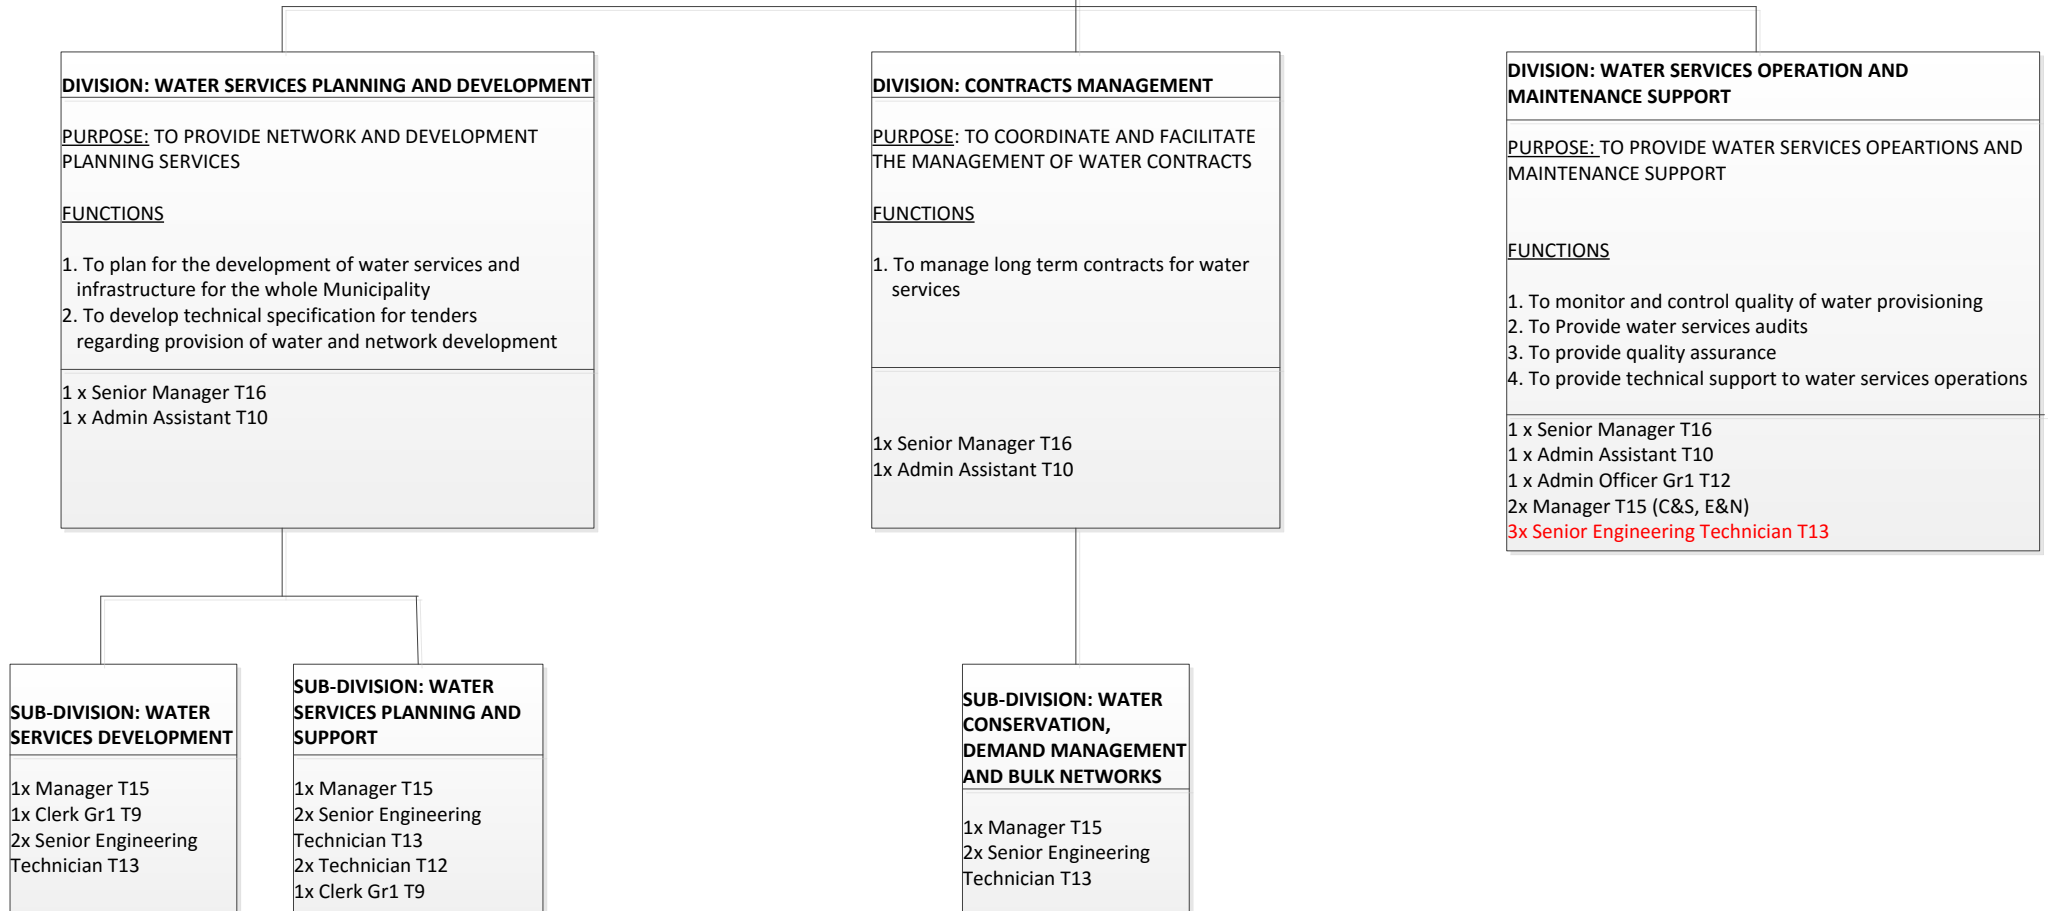 DIVISION: WATER SERVICES PLANNING AND DEVELOPMENT
PURPOSE: TO PROVIDE NETWORK AND DEVELOPMENT
PLANNING SERVICES
FUNCTIONS
1. To plan for the development of water services and
infrastructure for the whole Municipality
2. To develop technical specification for tenders
regarding provision of water and network development
1 x Senior Manager T16
1 x Admin Assistant T10
DIVISION: CONTRACTS MANAGEMENT
PURPOSE: TO COORDINATE AND FACILITATE
THE MANAGEMENT OF WATER CONTRACTS
FUNCTIONS
1. To manage long term contracts for water
services
1x Senior Manager T16
1x Admin Assistant T10
DIVISION: WATER SERVICES OPERATION AND
MAINTENANCE SUPPORT
PURPOSE: TO PROVIDE WATER SERVICES OPEARTIONS AND
MAINTENANCE SUPPORT
FUNCTIONS
1. To monitor and control quality of water provisioning
2. To Provide water services audits
3. To provide quality assurance
4. To provide technical support to water services operations
1 x Senior Manager T16
1 x Admin Assistant T10
1 x Admin Officer Gr1 T12
2x Manager T15 (C&S, E&N)
3x Senior Engineering Technician T13
SUB-DIVISION: WATER
SERVICES DEVELOPMENT
1x Manager T15
1x Clerk Gr1 T9
2x Senior Engineering
Technician T13
SUB-DIVISION: WATER
SERVICES PLANNING AND
SUPPORT
1x Manager T15
2x Senior Engineering
Technician T13
2x Technician T12
1x Clerk Gr1 T9
SUB-DIVISION: WATER
CONSERVATION,
DEMAND MANAGEMENT
AND BULK NETWORKS
1x Manager T15
2x Senior Engineering
Technician T13